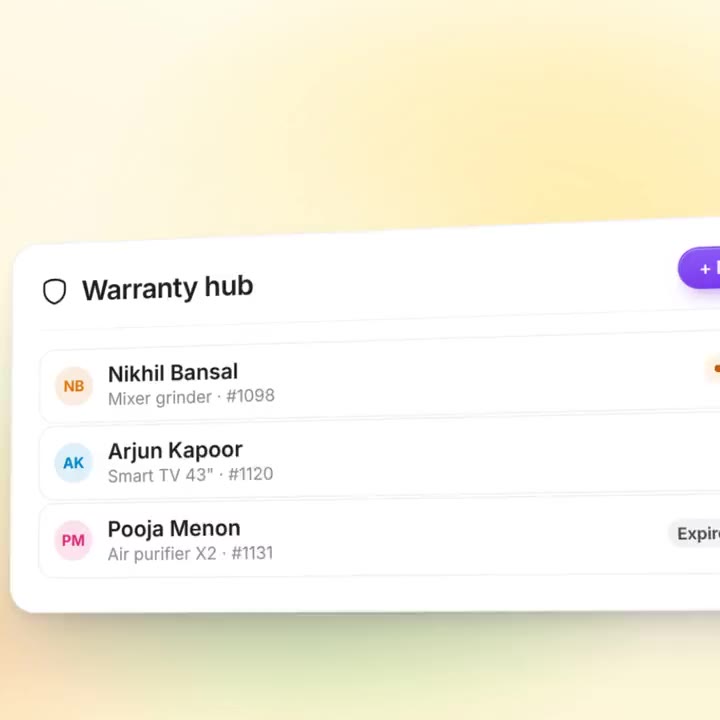 Warranty hub
+
NB
Nikhil Bansal
Mixer grinder · #1098
AK
Arjun Kapoor
Smart TV 43" · #1120
PM
Pooja Menon
Air purifier X2 · #1131